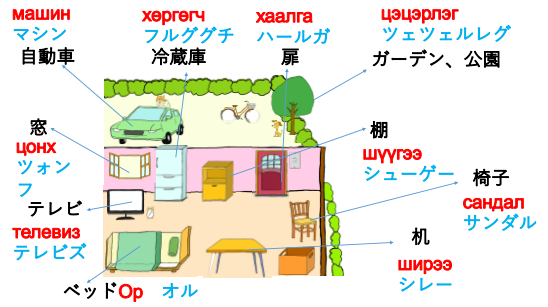 машин
マシン
自動車
хөргөгч
フルググチ
冷蔵庫
хаалга
ハールガ
扉
цэцэрлэг
ツェツェルレグ
ガーデン、公園
窓
цонх
ツォン
フ
テレビ
телевиз
テレビズ
ベッドОр オル
棚
шүүгээ
シューゲー
椅子
сандал
サンダル
机
ширээ
シレー